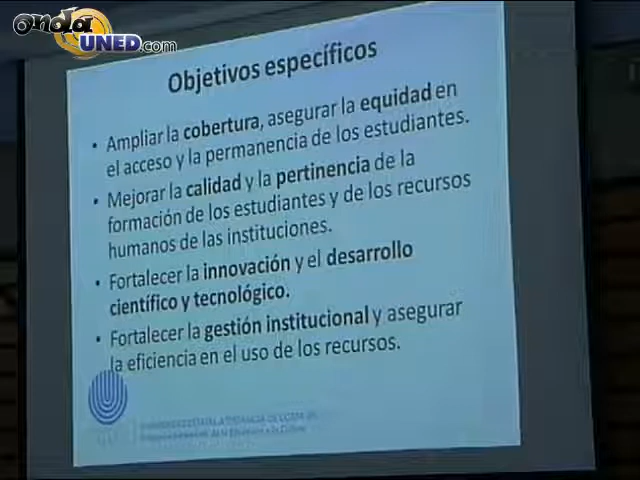 onda
UNED.com
Objetivos específicos
• Ampliar la cobertura, asegurar la equidad en
el acceso y la permanencia de los estudiantes.
• Mejorar la calidad y la pertinencia de la
formación de los estudiantes y de los recursos
humanos de las instituciones.
• Fortalecer la innovación y el desarrollo
científico y tecnológico.
• Fortalecer la gestión institucional y asegurar
la eficiencia en el uso de los recursos.